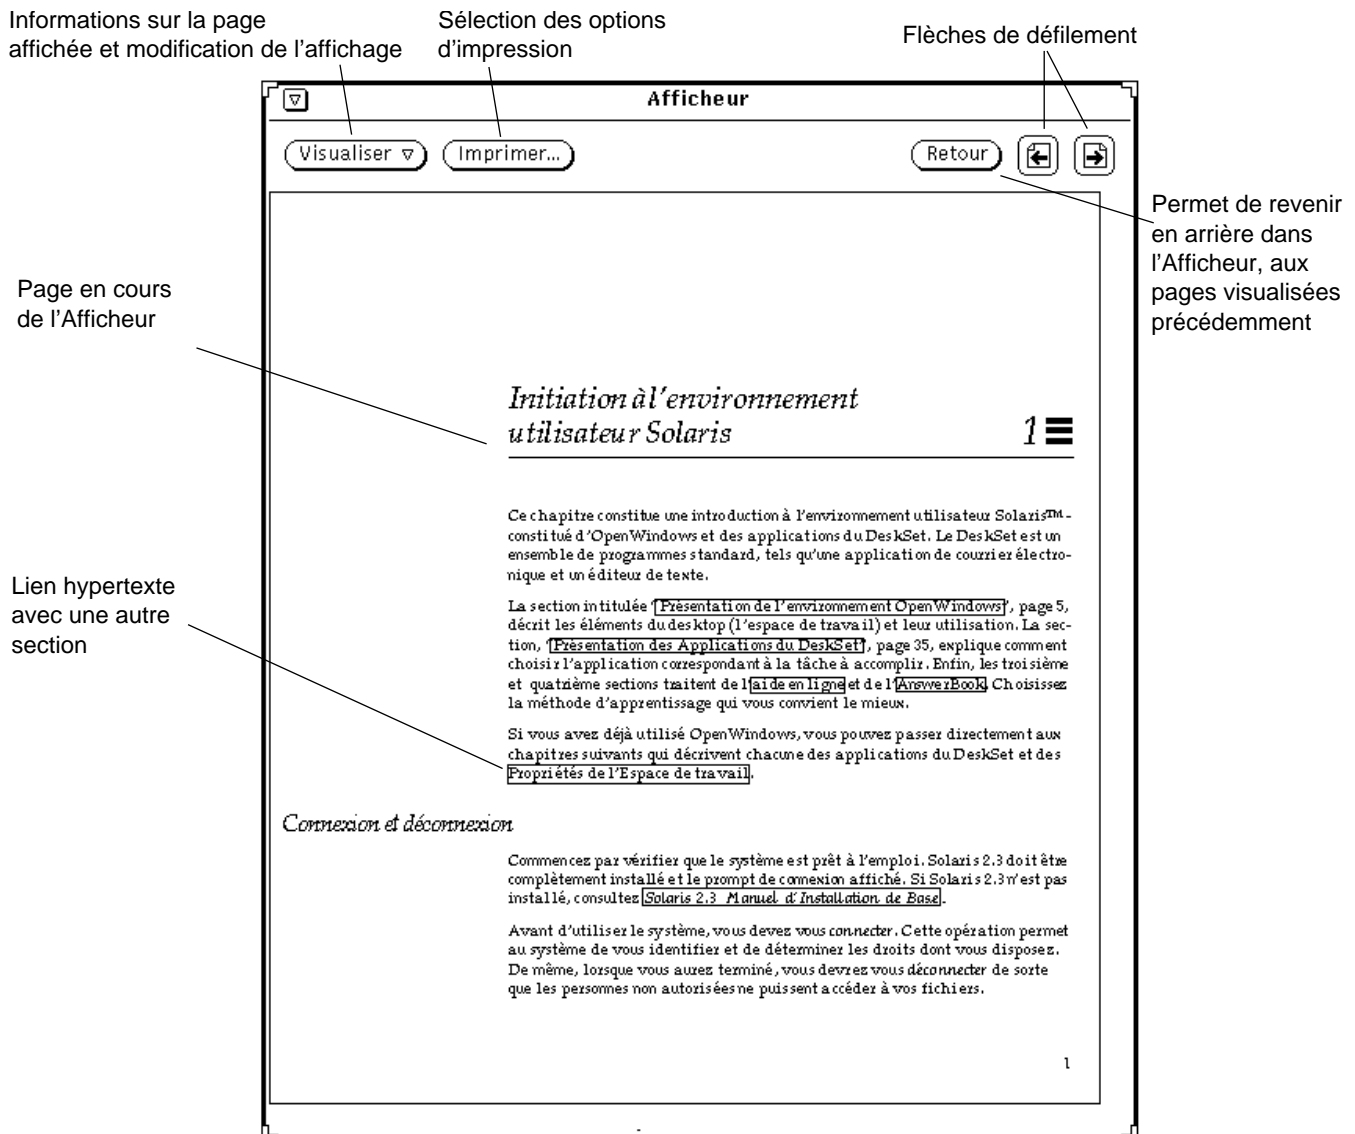 Informations sur la page
affichée et modification de l’affichage
Sélection des options
d’impression
Flèches de défilement
Afficheur
Visualiser
Imprimer...
Retour
Permet de revenir
en arrière dans
l’Afficheur, aux
pages visualisées
précédemment
Page en cours
de l’Afficheur
Initiation à l’environnement
utilisateur Solaris
1
Ce chapitre constitue une introduction à l’environnement utilisateur Solaris™-
constitué d’OpenWindows et des applications du DeskSet. Le DeskSet est un
ensemble de programmes standard, tels qu’une application de courrier électro-
nique et un éditeur de texte.
Lien hypertexte
avec une autre
section
La section intitulée "Présentation de l’environnement OpenWindows", page 5,
décrit les éléments du desktop (l’espace de travail) et leur utilisation. La sec-
tion, "Présentation des Applications du DeskSet", page 35, explique comment
choisir l’application correspondant à la tâche à accomplir. Enfin, les troisième
et quatrième sections traitent de l’aide en ligne et de l’AnswerBook. Choisissez
la méthode d’apprentissage qui vous convient le mieux.
Si vous avez déjà utilisé OpenWindows, vous pouvez passer directement aux
chapitres suivants qui décrivent chacune des applications du DeskSet et des
Propriétés de l’Espace de travail.
Connexion et déconnexion
Commencez par vérifier que le système est prêt à l’emploi. Solaris 2.3 doit être
complètement installé et le prompt de connexion affiché. Si Solaris 2.3 n’est pas
installé, consultez Solaris 2.3 Manuel d’Installation de Base.
Avant d’utiliser le système, vous devez vous connecter. Cette opération permet
au système de vous identifier et de déterminer les droits dont vous disposez.
De même, lorsque vous aurez terminé, vous devrez vous déconnecter de sorte
que les personnes non autorisées ne puissent accéder à vos fichiers.
1